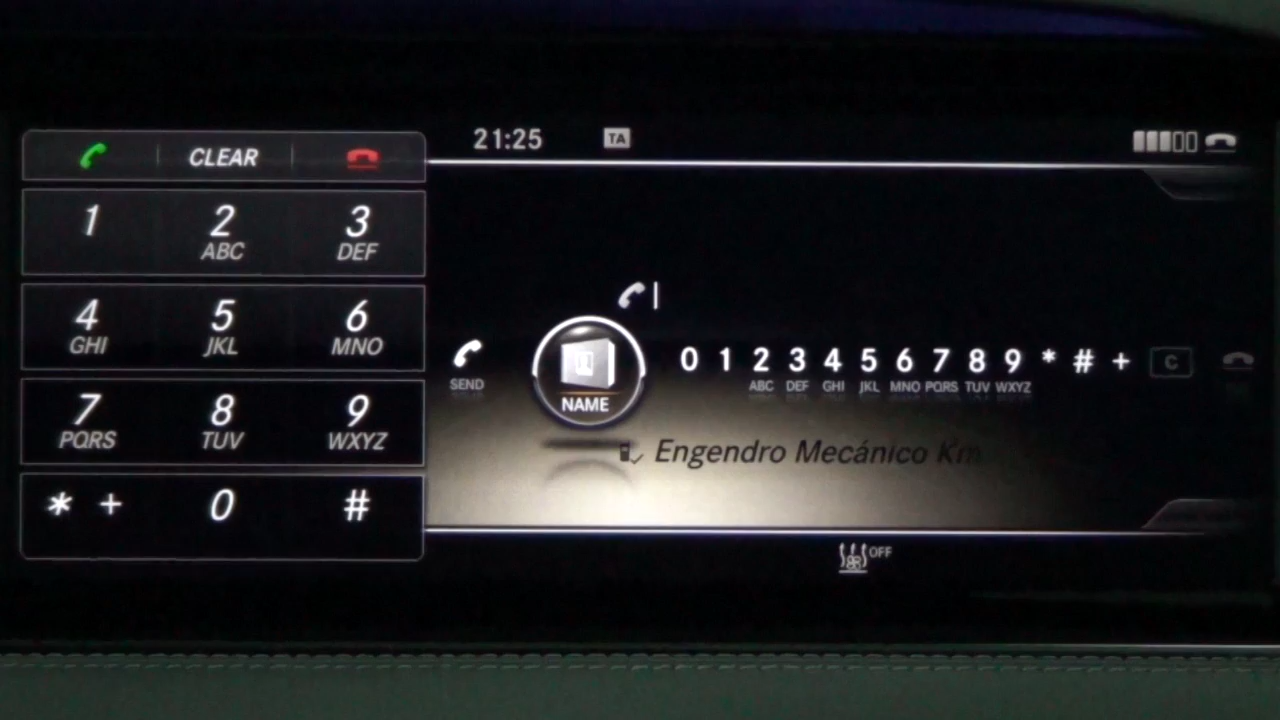 21:25 TA
CLEAR
1 2 3
ABC DEF
4 5 6
GHI JKL MNO
7 8 9
PQRS TUV WXYZ
* + 0 #
SEND
NAME
0 1 2 3 4 5 6 7 8 9 * # + C
ABC DEF GHI JKL MNO PQRS TUV WXYZ
Engendro Mecánico Km
OFF